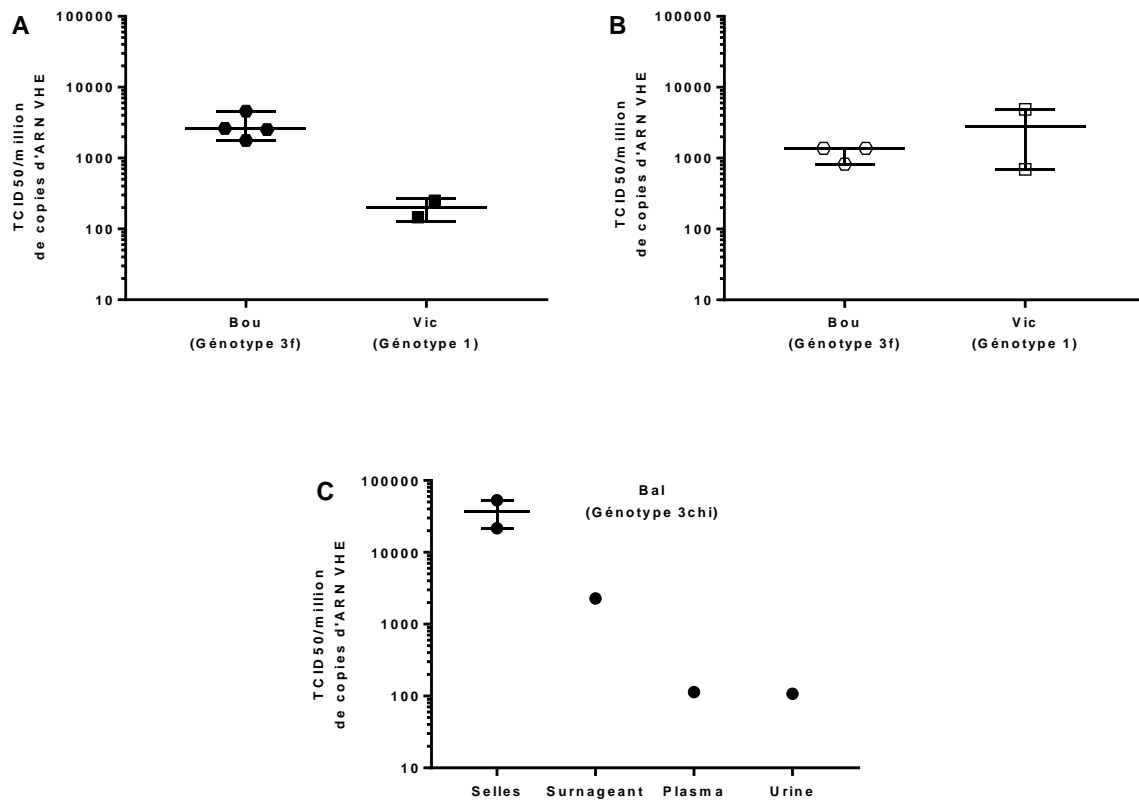 A
TCID50/million
de copies d'ARN VHE
100000
10000
1000
100
10
Bou
(Génotype 3f)
Vic
(Génotype 1)
B
TCID50/million
de copies d'ARN VHE
100000
10000
1000
100
10
Bou
(Génotype 3f)
Vic
(Génotype 1)
C
Bal
(Génotype 3chi)
TCID50/million
de copies d'ARN VHE
100000
10000
1000
100
10
Selles
Surnageant
Plasma
Urine